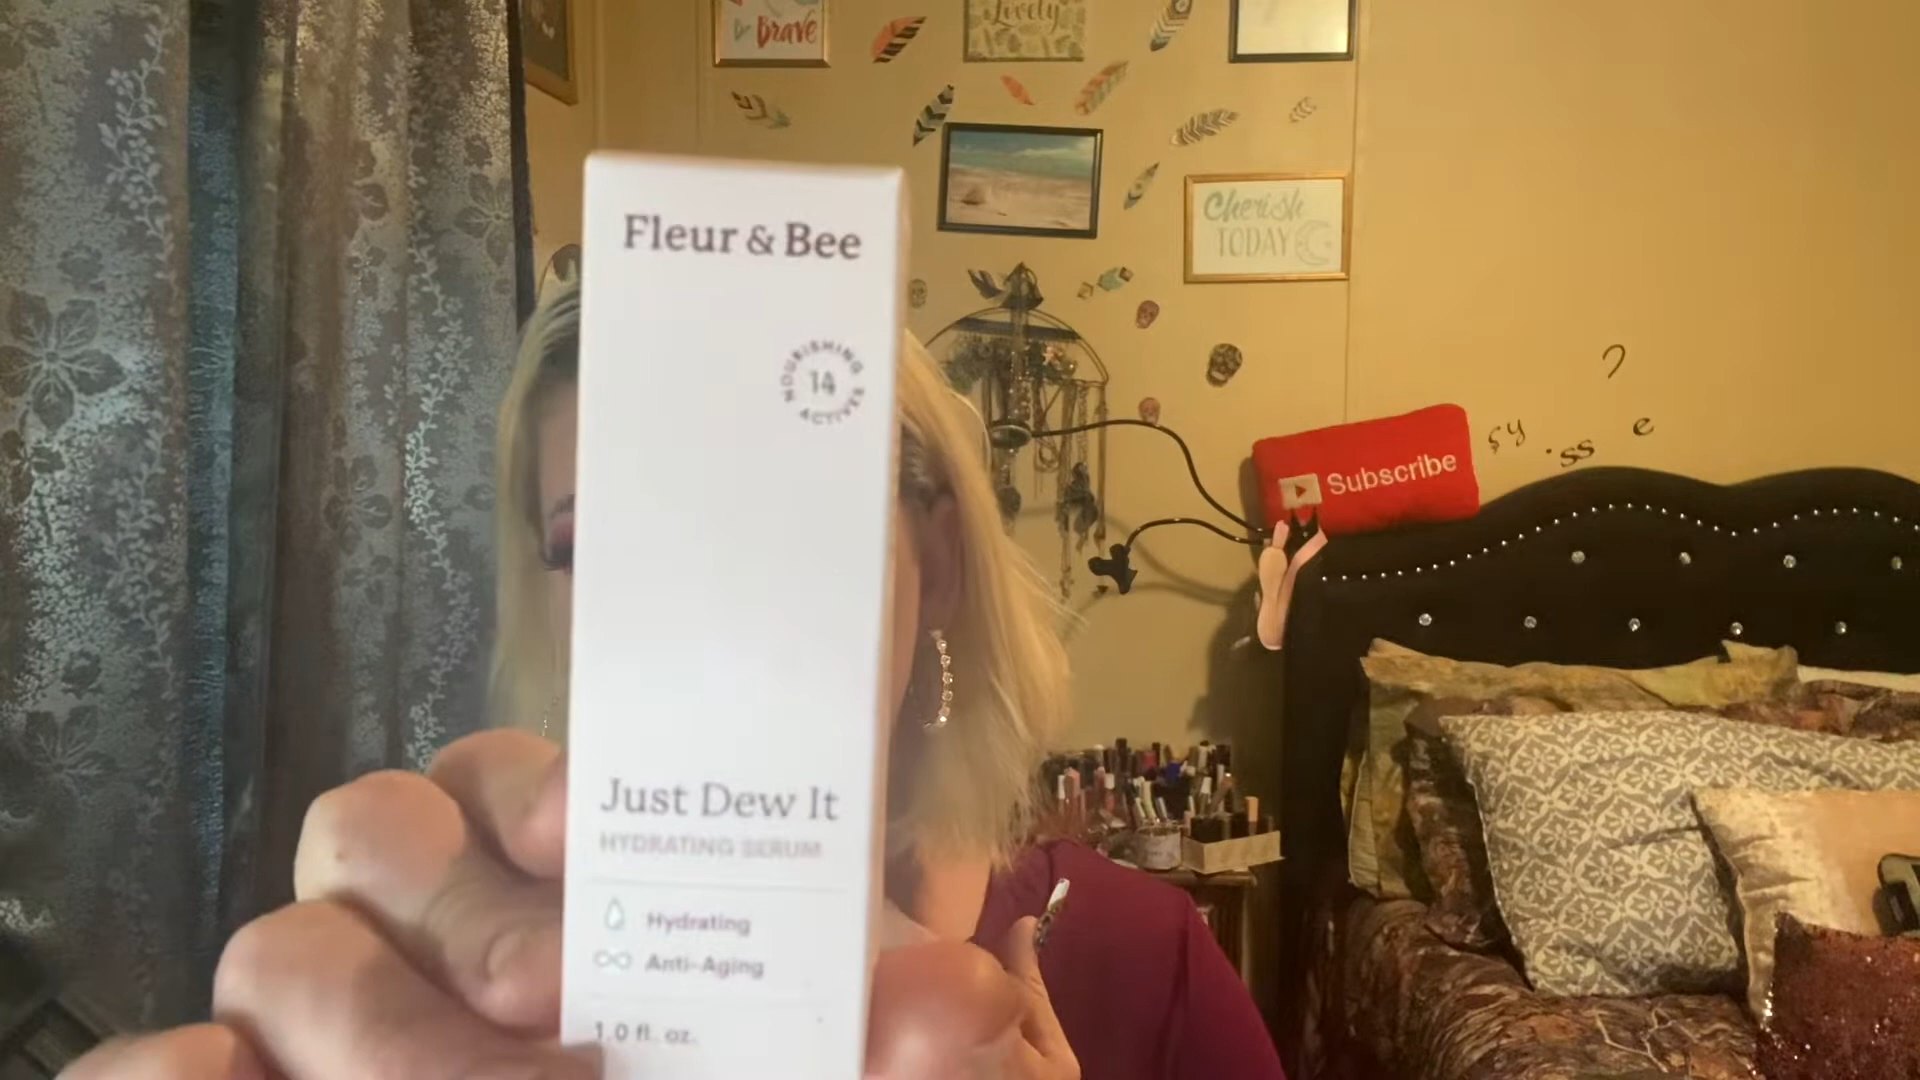 Brave
Lovely
Cherish
TODAY
Fleur & Bee
NOURISHING
14
ACTIVES
Subscribe
Just Dew It
HYDRATING SERUM
Hydrating
Anti-Aging
1.0 fl. oz.